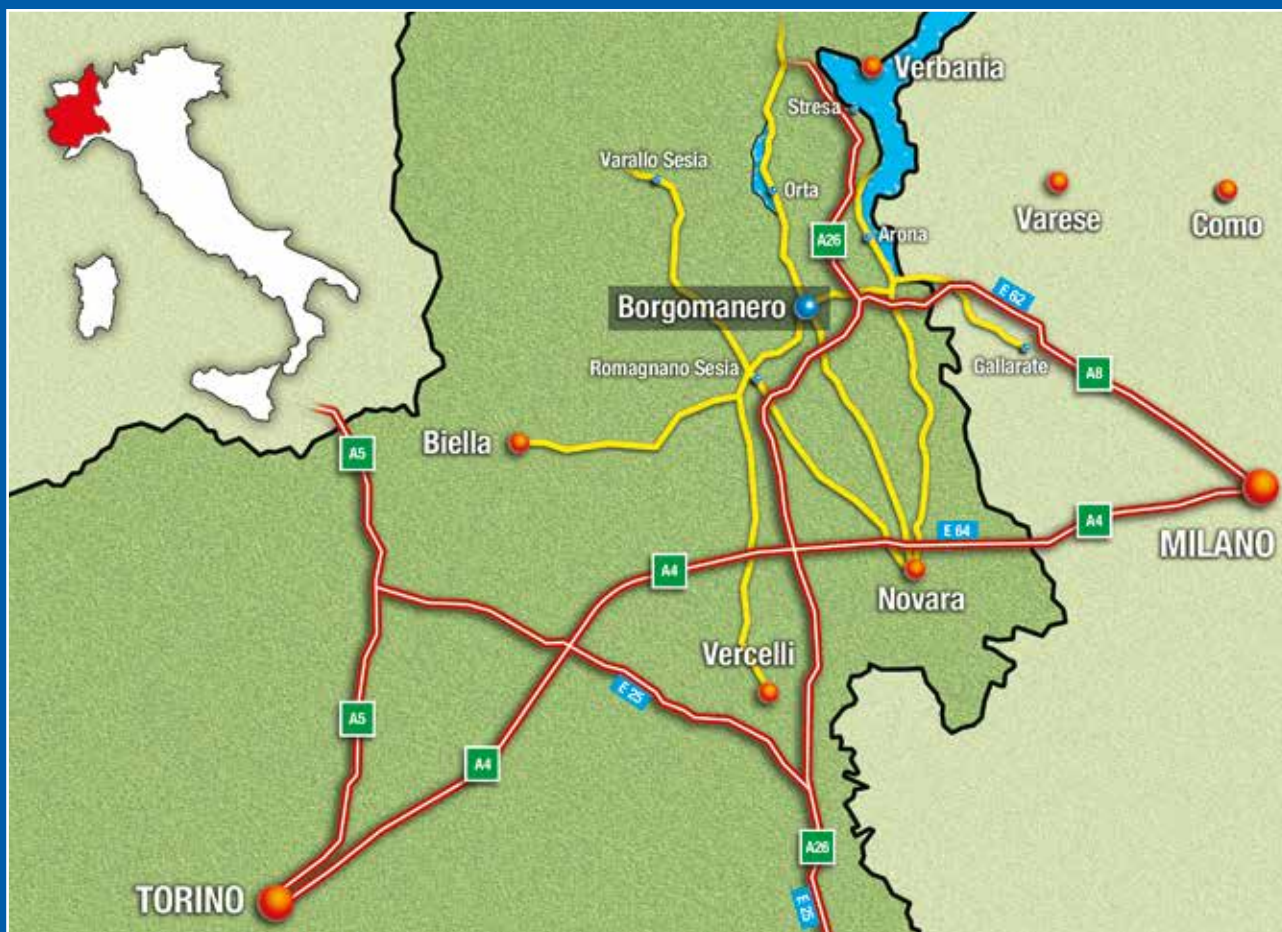 Verbania
Stresa
Varallo Sesia
Orta
Varese
Como
A26
Arona
Borgomanero
E 62
Romagnano Sesia
Gallarate
A8
Biella
A5
A4
E 64
MILANO
A4
Novara
Vercelli
E 25
A5
A4
A26
TORINO
E 25